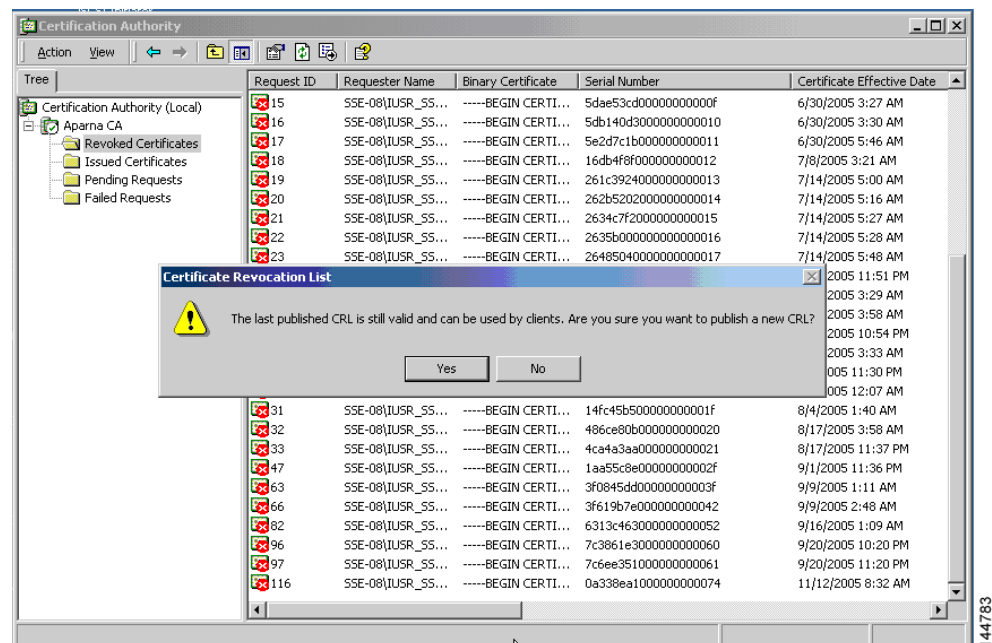 Certification Authority
Action View
Tree
Request ID Requester Name Binary Certificate Serial Number Certificate Effective Date
Certification Authority (Local)
Aparna CA
Revoked Certificates
Issued Certificates
Pending Requests
Failed Requests
15 SSE-08\IUSR_SS... -----BEGIN CERTI... 5dae53cd00000000000f 6/30/2005 3:27 AM
16 SSE-08\IUSR_SS... -----BEGIN CERTI... 5db140d3000000000010 6/30/2005 3:30 AM
17 SSE-08\IUSR_SS... -----BEGIN CERTI... 5e2d7c1b000000000011 6/30/2005 5:46 AM
18 SSE-08\IUSR_SS... -----BEGIN CERTI... 16db4f8f000000000012 7/8/2005 3:21 AM
19 SSE-08\IUSR_SS... -----BEGIN CERTI... 261c3924000000000013 7/14/2005 5:00 AM
20 SSE-08\IUSR_SS... -----BEGIN CERTI... 262b5202000000000014 7/14/2005 5:16 AM
21 SSE-08\IUSR_SS... -----BEGIN CERTI... 2634c7f2000000000015 7/14/2005 5:27 AM
22 SSE-08\IUSR_SS... -----BEGIN CERTI... 2635b000000000000016 7/14/2005 5:28 AM
23 SSE-08\IUSR_SS... -----BEGIN CERTI... 26485040000000000017 7/14/2005 5:48 AM
2005 11:51 PM
2005 3:29 AM
2005 3:58 AM
2005 10:54 PM
2005 3:33 AM
005 11:30 PM
005 12:07 AM
Certificate Revocation List
The last published CRL is still valid and can be used by clients. Are you sure you want to publish a new CRL?
Yes No
31 SSE-08\IUSR_SS... -----BEGIN CERTI... 14fc45b500000000001f 8/4/2005 1:40 AM
32 SSE-08\IUSR_SS... -----BEGIN CERTI... 486ce80b000000000020 8/17/2005 3:58 AM
33 SSE-08\IUSR_SS... -----BEGIN CERTI... 4ca4a3aa000000000021 8/17/2005 11:37 PM
47 SSE-08\IUSR_SS... -----BEGIN CERTI... 1aa55c8e00000000002f 9/1/2005 11:36 PM
63 SSE-08\IUSR_SS... -----BEGIN CERTI... 3f0845dd00000000003f 9/9/2005 1:11 AM
66 SSE-08\IUSR_SS... -----BEGIN CERTI... 3f619b7e000000000042 9/9/2005 2:48 AM
82 SSE-08\IUSR_SS... -----BEGIN CERTI... 6313c463000000000052 9/16/2005 1:09 AM
96 SSE-08\IUSR_SS... -----BEGIN CERTI... 7c3861e3000000000060 9/20/2005 10:20 PM
97 SSE-08\IUSR_SS... -----BEGIN CERTI... 7c6ee351000000000061 9/20/2005 11:20 PM
116 SSE-08\IUSR_SS... -----BEGIN CERTI... 0a338ea1000000000074 11/12/2005 8:32 AM
144783